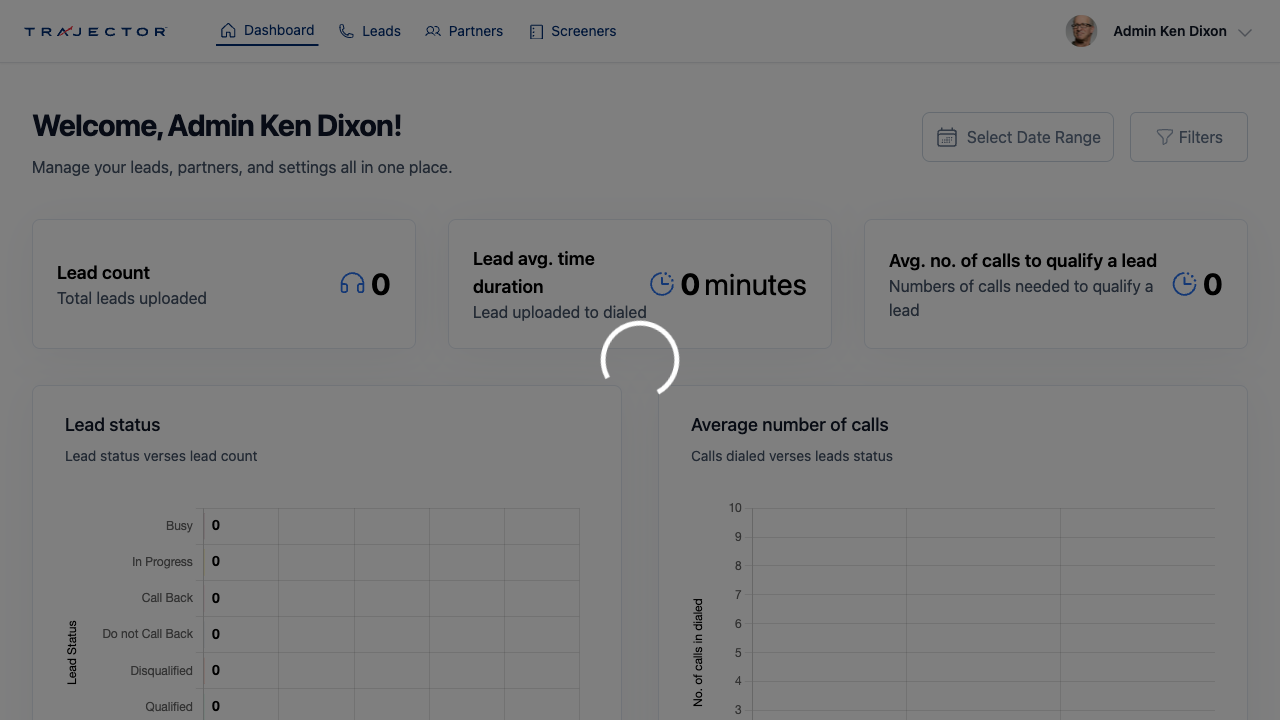 TRAJECTOR
Dashboard
Leads
Partners
Screeners
Admin Ken Dixon
Welcome, Admin Ken Dixon!
Manage your leads, partners, and settings all in one place.
Select Date Range
Filters
Lead count
Total leads uploaded
0
Lead avg. time
duration
Lead uploaded to dialed
0 minutes
Avg. no. of calls to qualify a lead
Numbers of calls needed to qualify a
lead
0
Lead status
Lead status verses lead count
Lead Status
Busy 0
In Progress 0
Call Back 0
Do not Call Back 0
Disqualified 0
Qualified 0
Average number of calls
Calls dialed verses leads status
No. of calls in dialed
10
9
8
7
6
5
4
3